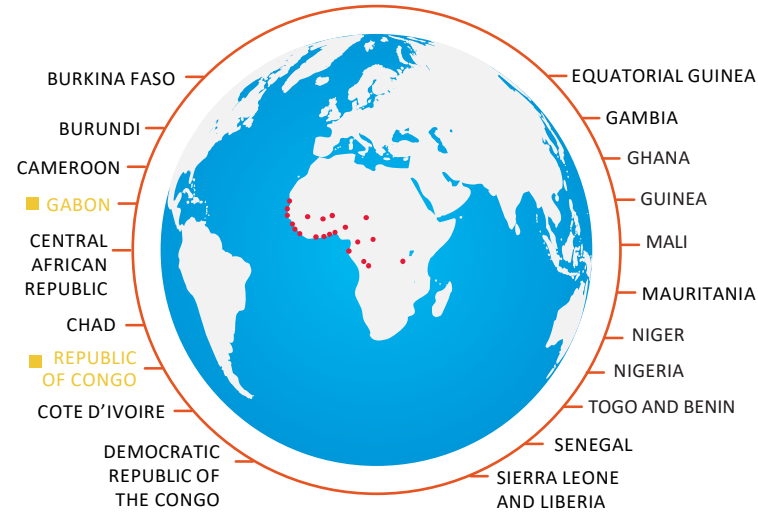 BURKINA FASO
BURUNDI
CAMEROON
GABON
CENTRAL
AFRICAN
REPUBLIC
CHAD
REPUBLIC
OF CONGO
COTE D'IVOIRE
DEMOCRATIC
REPUBLIC OF
THE CONGO
EQUATORIAL GUINEA
GAMBIA
GHANA
GUINEA
MALI
MAURITANIA
NIGER
NIGERIA
TOGO AND BENIN
SENEGAL
SIERRA LEONE
AND LIBERIA